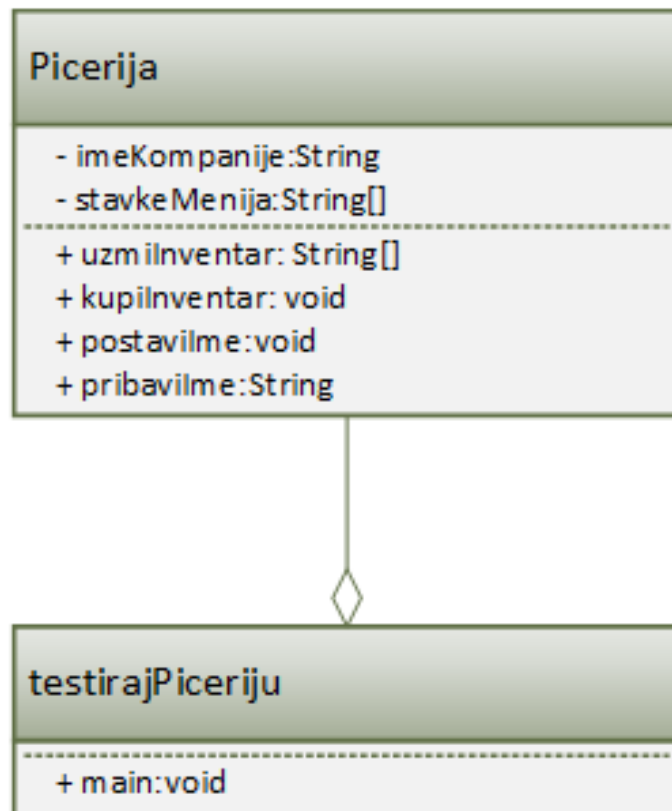 Picerija
- imeKompanije:String
- stavkeMenija:String[]
+ uzmiInventar: String[]
+ kupiInventar: void
+ postaviIme:void
+ pribaviIme:String
testirajPiceriju
+ main:void